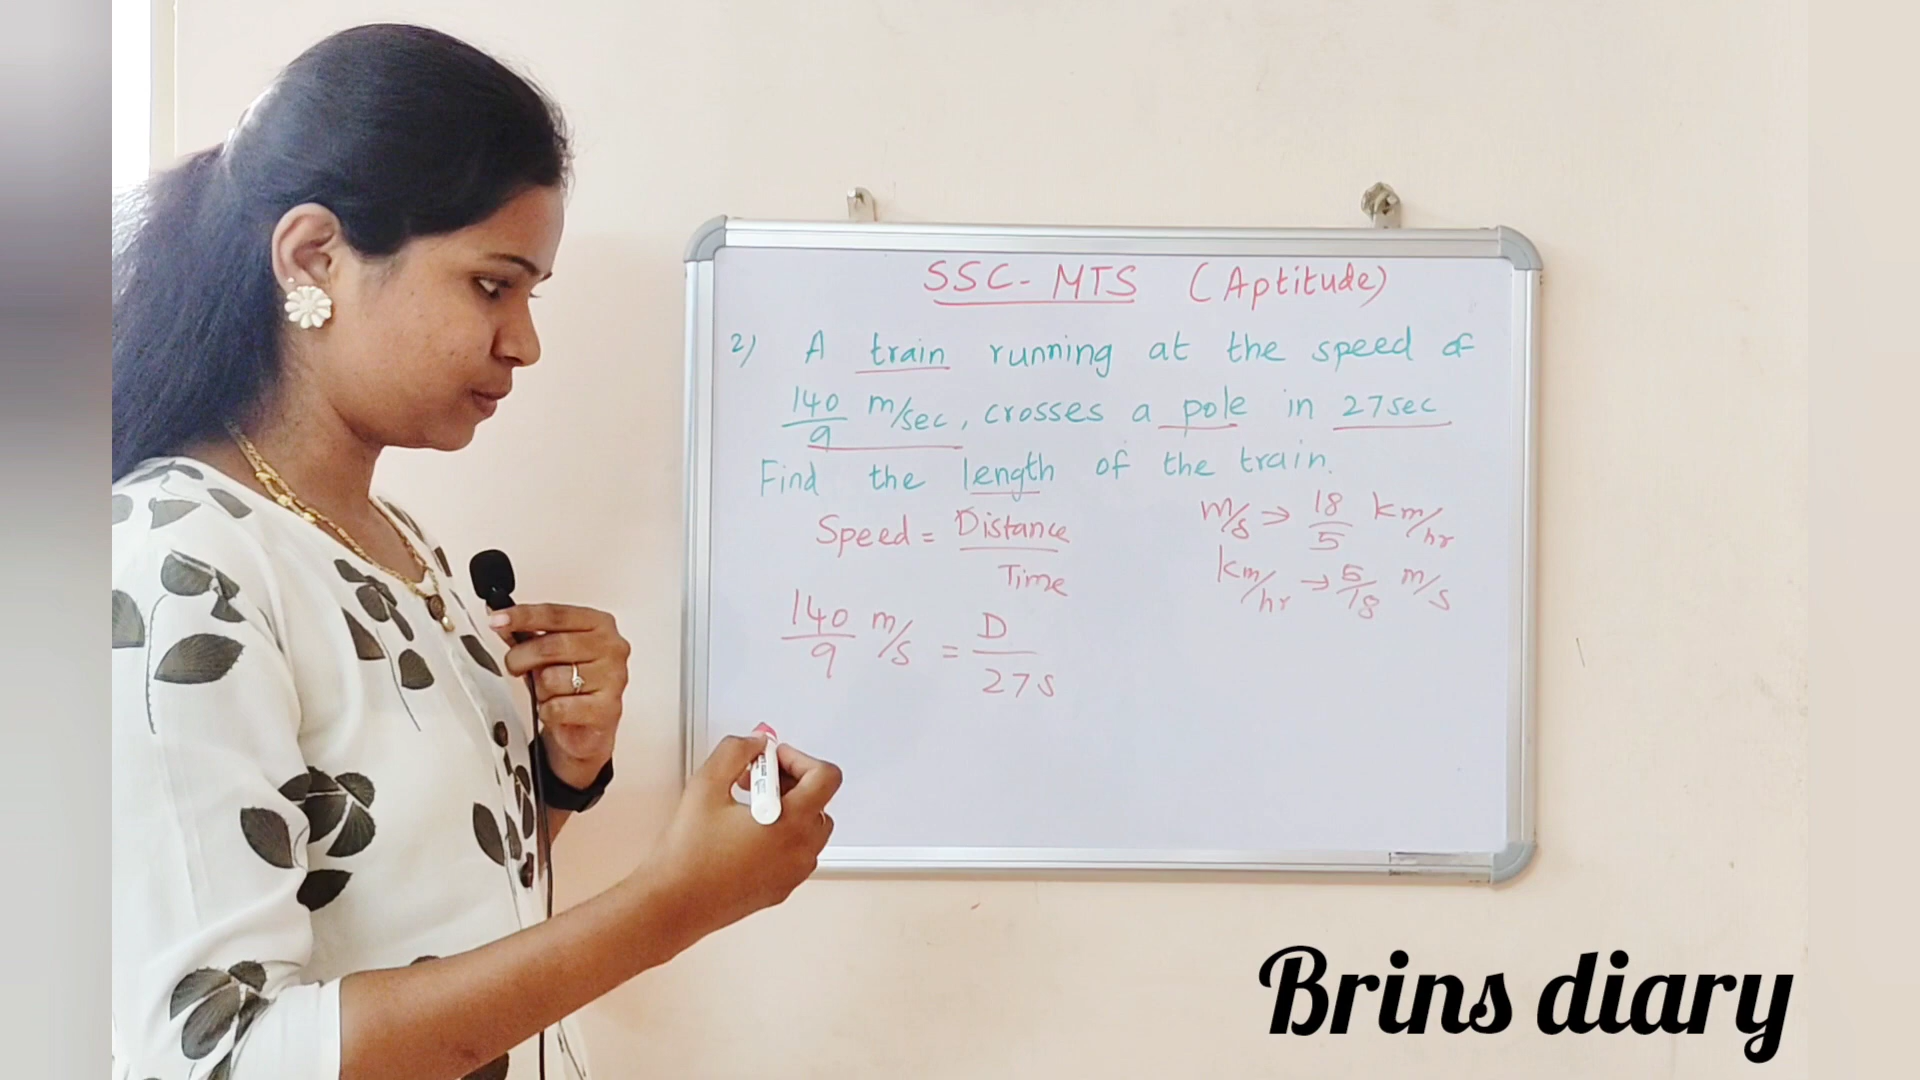 SSC-MTS (Aptitude)
2) A train running at the speed of
140/9 m/sec, crosses a pole in 27sec
Find the length of the train.
Speed = Distance/Time
m/s ⇒ 18/5 km/hr
km/hr → 5/18 m/s
140/9 m/s = D/27s
Brins diary